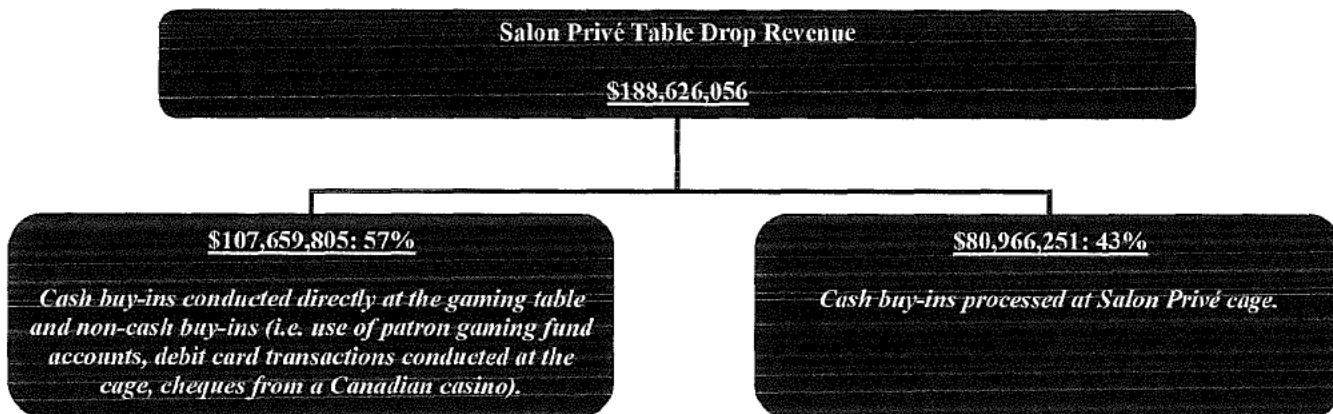 Salon Privé Table Drop Revenue
$188,626,056
$107,659,805: 57%
Cash buy-ins conducted directly at the gaming table
and non-cash buy-ins (i.e. use of patron gaming fund
accounts, debit card transactions conducted at the
cage, cheques from a Canadian casino).
$80,966,251: 43%
Cash buy-ins processed at Salon Privé cage.